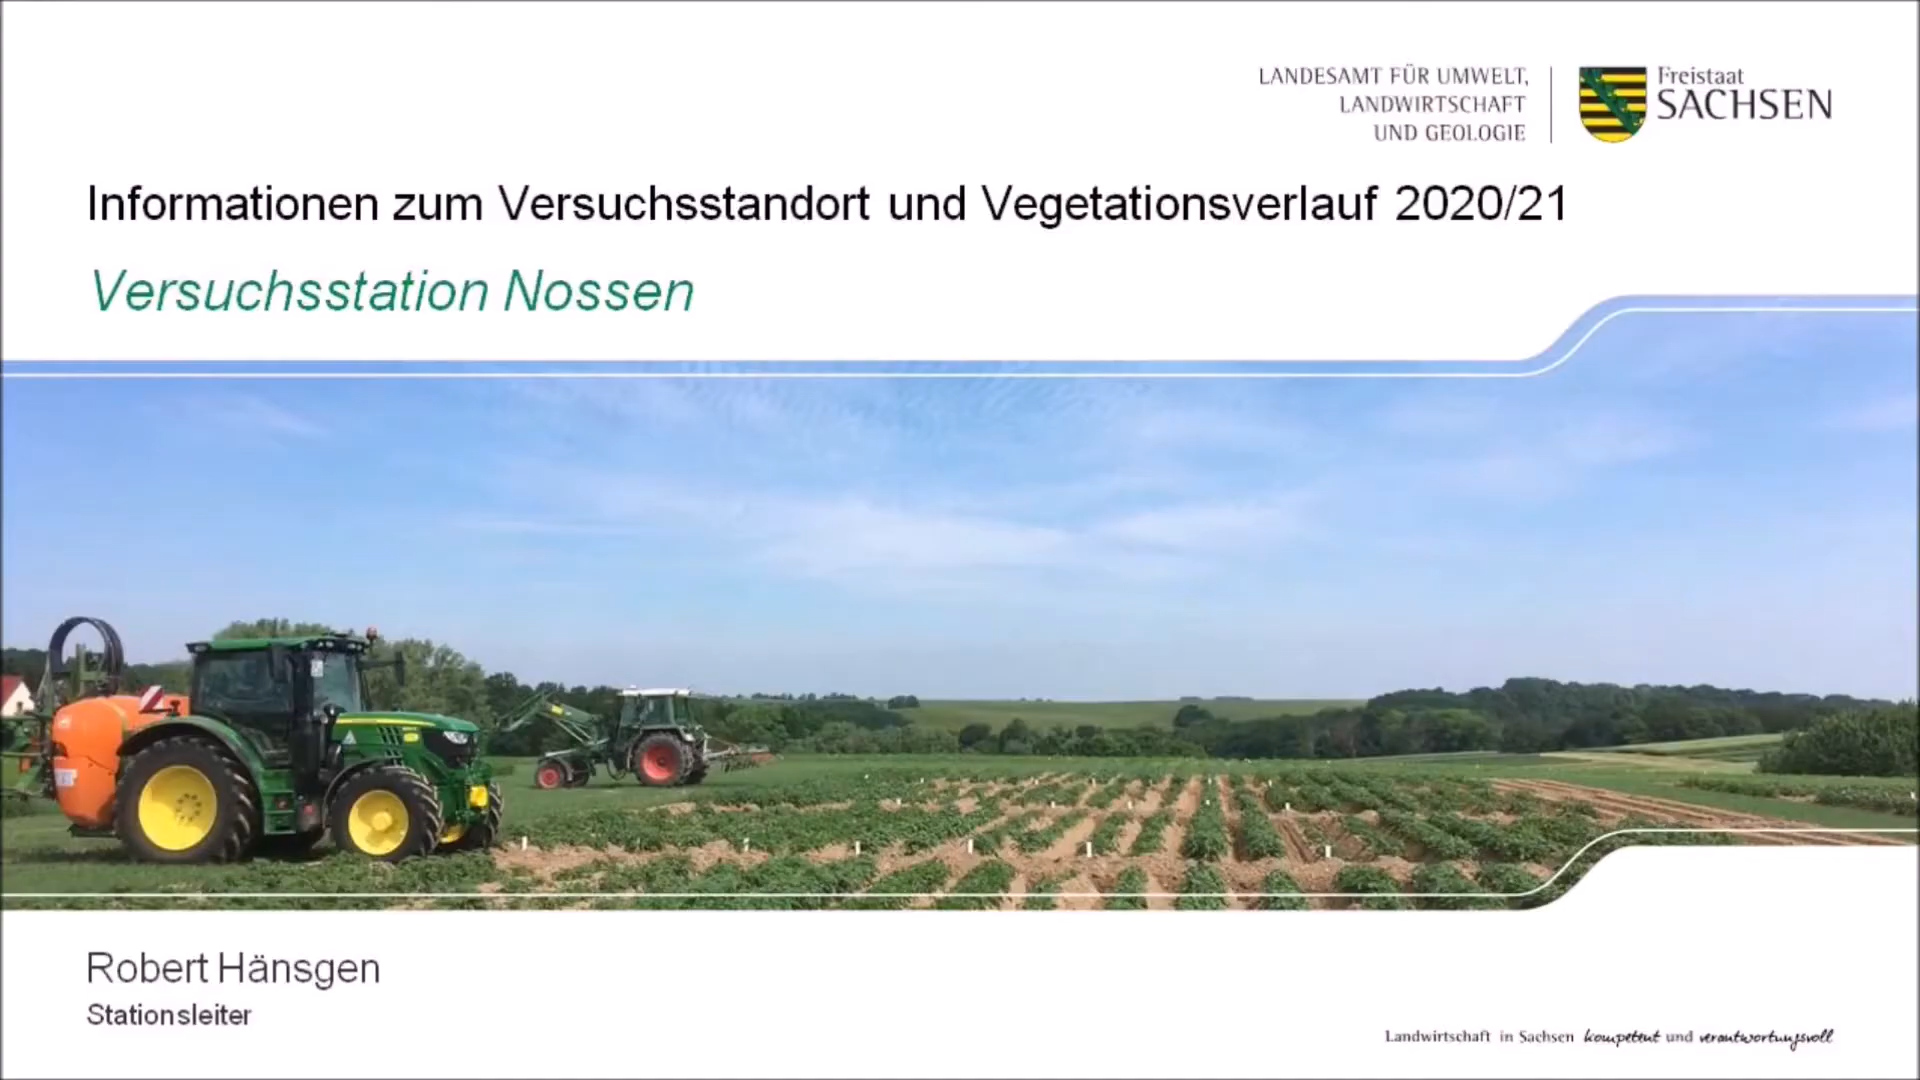 LANDESAMT FÜR UMWELT,
LANDWIRTSCHAFT
UND GEOLOGIE
Freistaat
SACHSEN
Informationen zum Versuchsstandort und Vegetationsverlauf 2020/21
Versuchsstation Nossen
Robert Hänsgen
Stationsleiter
Landwirtschaft in Sachsen kompetent und verantwortungsvoll